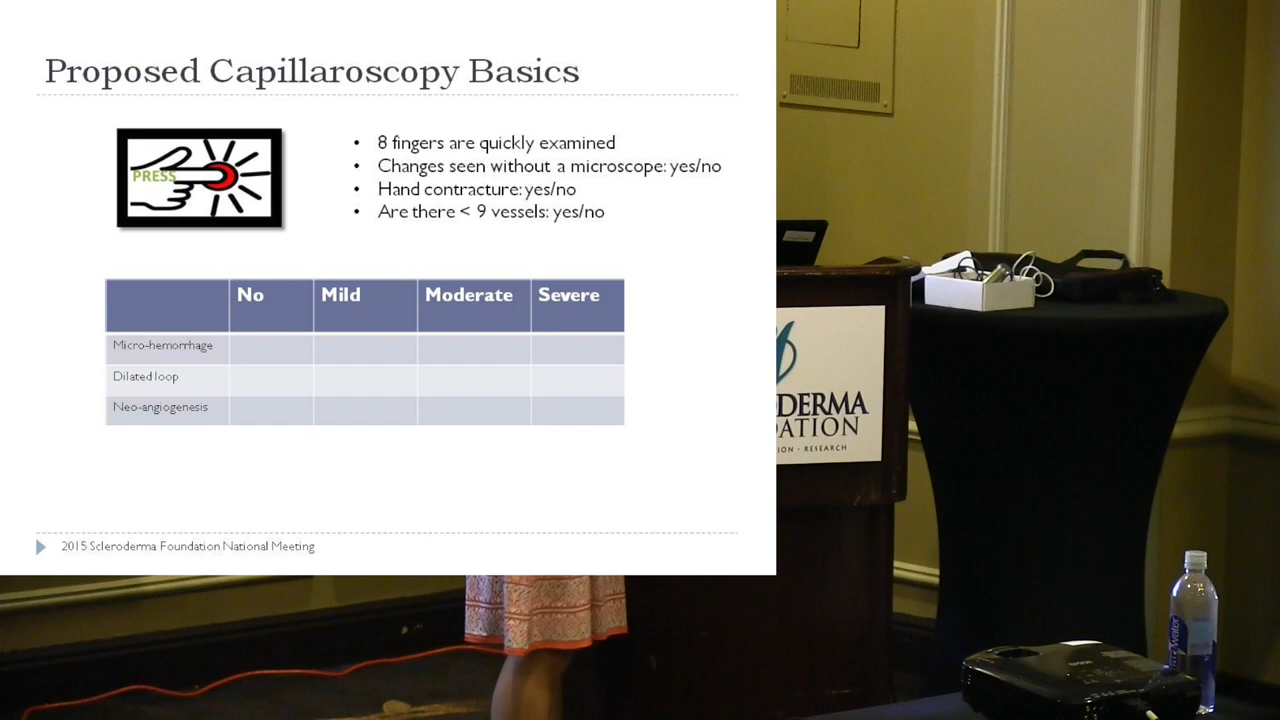 Proposed Capillaroscopy Basics
PRESS
• 8 fingers are quickly examined
• Changes seen without a microscope: yes/no
• Hand contracture: yes/no
• Are there < 9 vessels: yes/no
No Mild Moderate Severe
Micro-hemorrhage
Dilated loop
Neo-angiogenesis
2015 Scleroderma Foundation National Meeting
DERMA
ATION
ION · RESEARCH
water